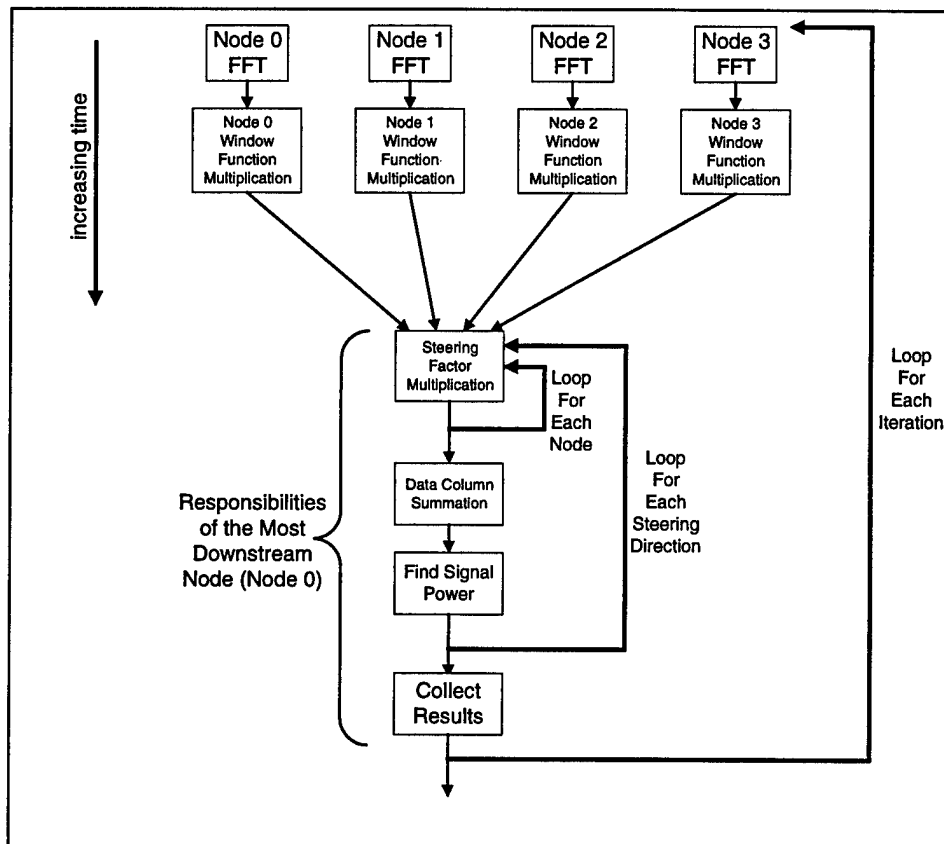 increasing time
Node 0
FFT
Node 1
FFT
Node 2
FFT
Node 3
FFT
Node 0
Window
Function
Multiplication
Node 1
Window
Function
Multiplication
Node 2
Window
Function
Multiplication
Node 3
Window
Function
Multiplication
Steering
Factor
Multiplication
Loop
For
Each
Node
Loop
For
Each
Steering
Direction
Loop
For
Each
Iteration
Responsibilities
of the Most
Downstream
Node (Node 0)
Data Column
Summation
Find Signal
Power
Collect
Results